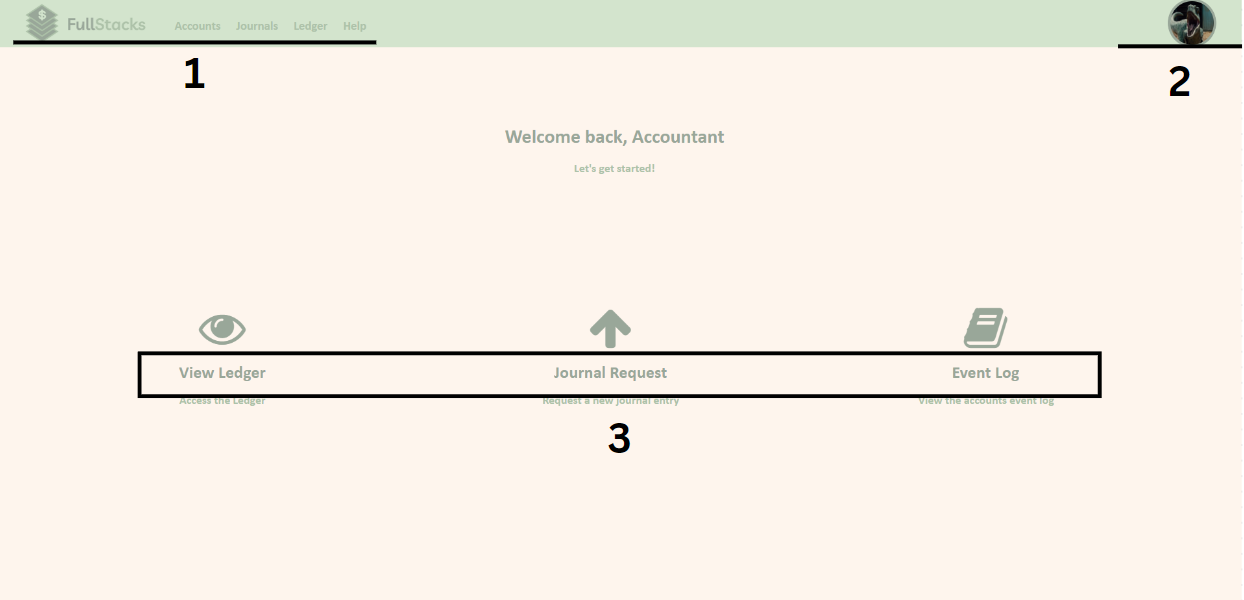 $ FullStacks Accounts Journals Ledger Help
1
2
Welcome back, Accountant
Let's get started!
View Ledger Journal Request Event Log
Access the Ledger Request a new journal entry View the accounts event log
3